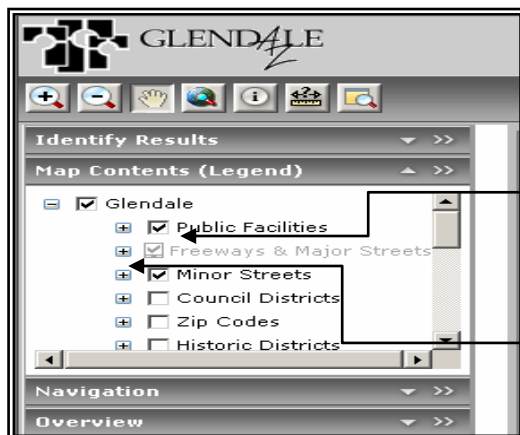 GLENDALE
AZ
Identify Results
Map Contents (Legend)
Glendale
Public Facilities
Freeways & Major Streets
Minor Streets
Council Districts
Zip Codes
Historic Districts
Navigation
Overview